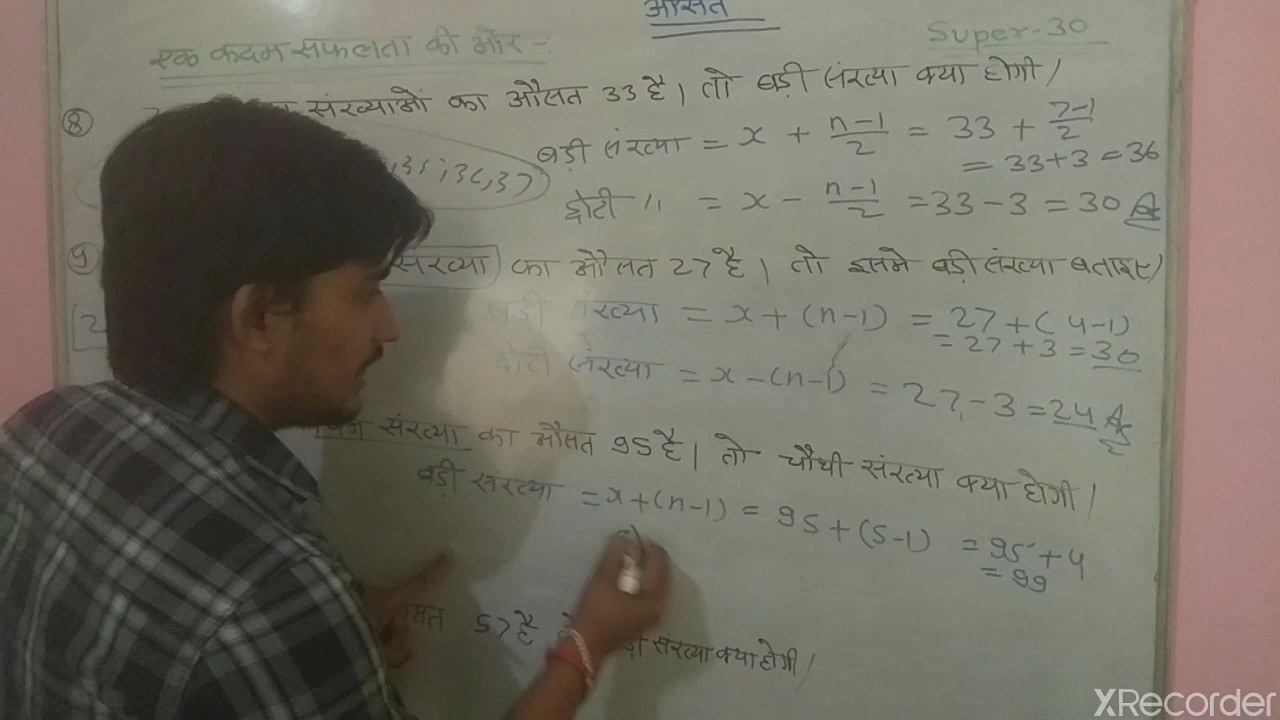 औसत
एक कदम सफलता की ओर -:
Super-30
⑧ संख्याओं का औसत 33 है। तो बड़ी संख्या क्या होगी।
बड़ी संख्या = x + n-1/2 = 33 + 7-1/2
= 33+3 = 36
छोटी 〃 = x - n-1/2 = 33-3 = 30 Ans
⑨ संख्या का औसत 27 है। तो इसमे बड़ी संख्या बताइए।
बड़ी संख्या = x+(n-1) = 27+(4-1)
= 27+3 = 30
छोटी संख्या = x-(n-1) = 27-3 = 24 Ans
संख्या का औसत 95 है। तो चौथी संख्या क्या होगी।
बड़ी संख्या = x+(n-1) = 95+(5-1) = 95+4
= 99
57 है संख्या क्या होगी।
XRecorder